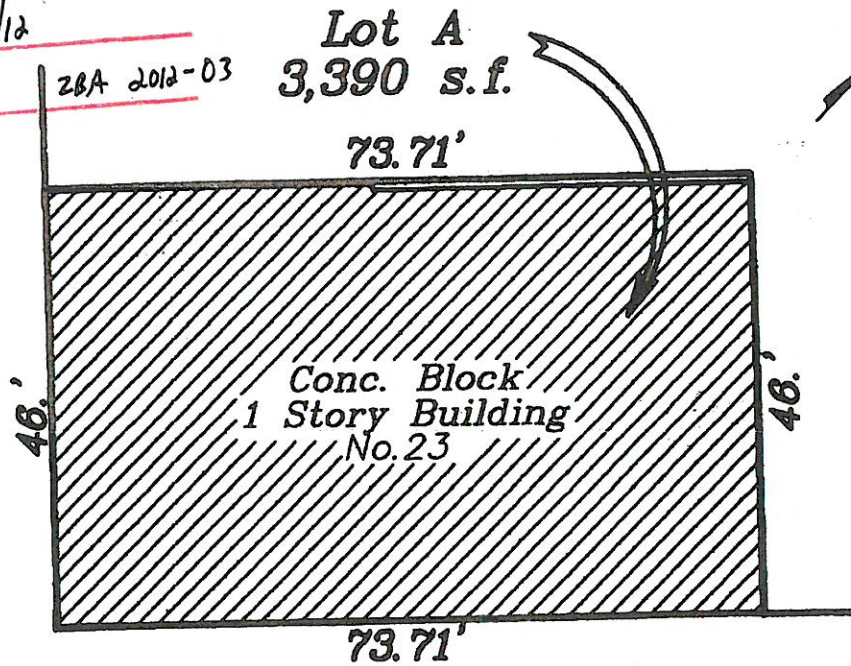 /12
ZBA 2012-03
Lot A
3,390 s.f.
73.71'
46.'
Conc. Block
1 Story Building
No.23
46.'
73.71'